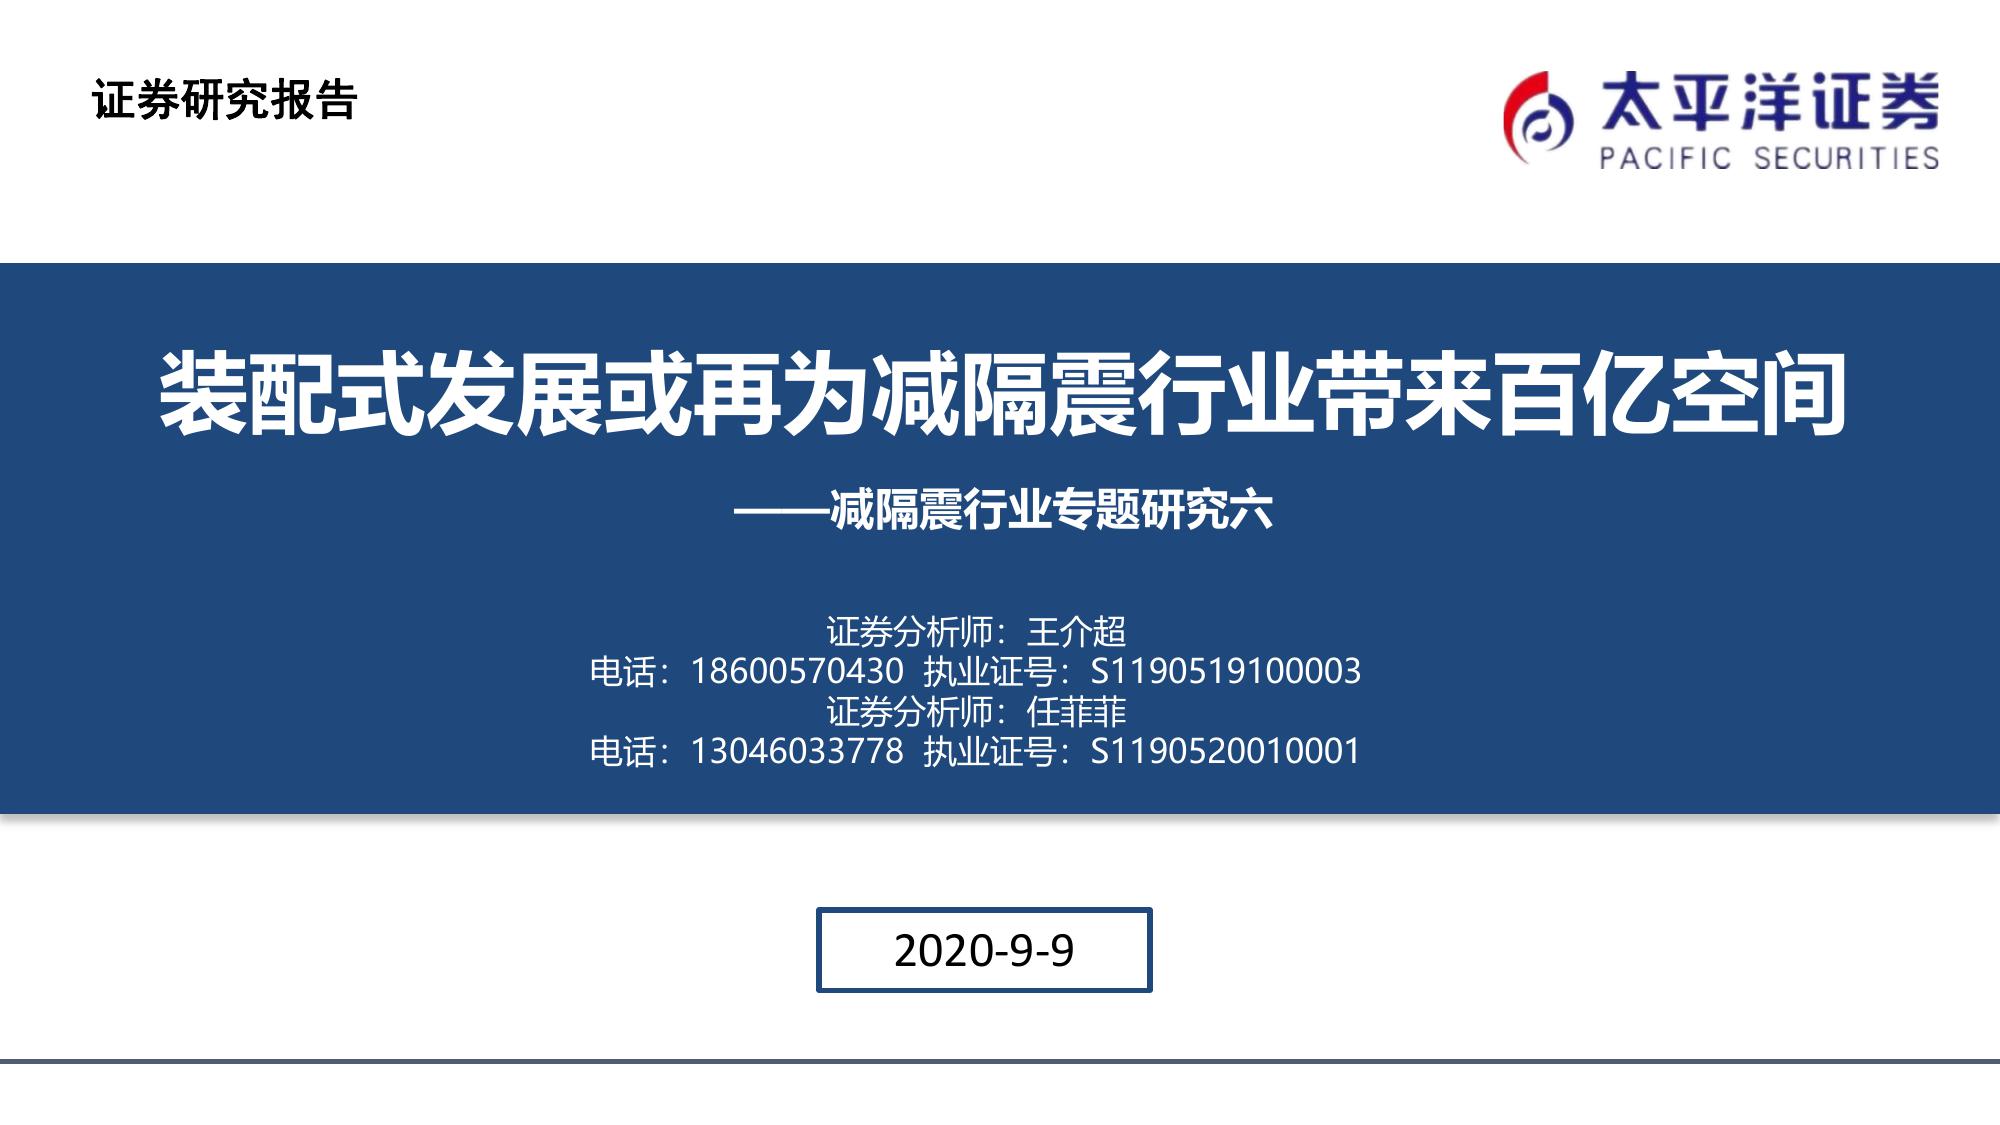 证券研究报告
太平洋证券
PACIFIC SECURITIES
装配式发展或再为减隔震行业带来百亿空间
——减隔震行业专题研究六
证券分析师：王介超
电话：18600570430 执业证号：S1190519100003
证券分析师：任菲菲
电话：13046033778 执业证号：S1190520010001
2020-9-9